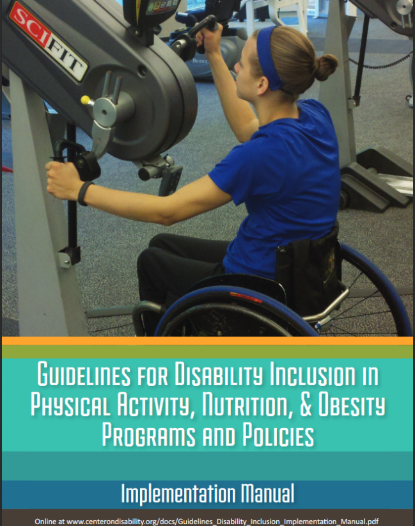 SCIFIT
GUIDELINES FOR DISABILITY INCLUSION IN
PHYSICAL ACTIVITY, NUTRITION, & OBESITY
PROGRAMS AND POLICIES
Implementation Manual
Online at www.centerondisability.org/docs/Guidelines_Disability_Inclusion_Implementation_Manual.pdf